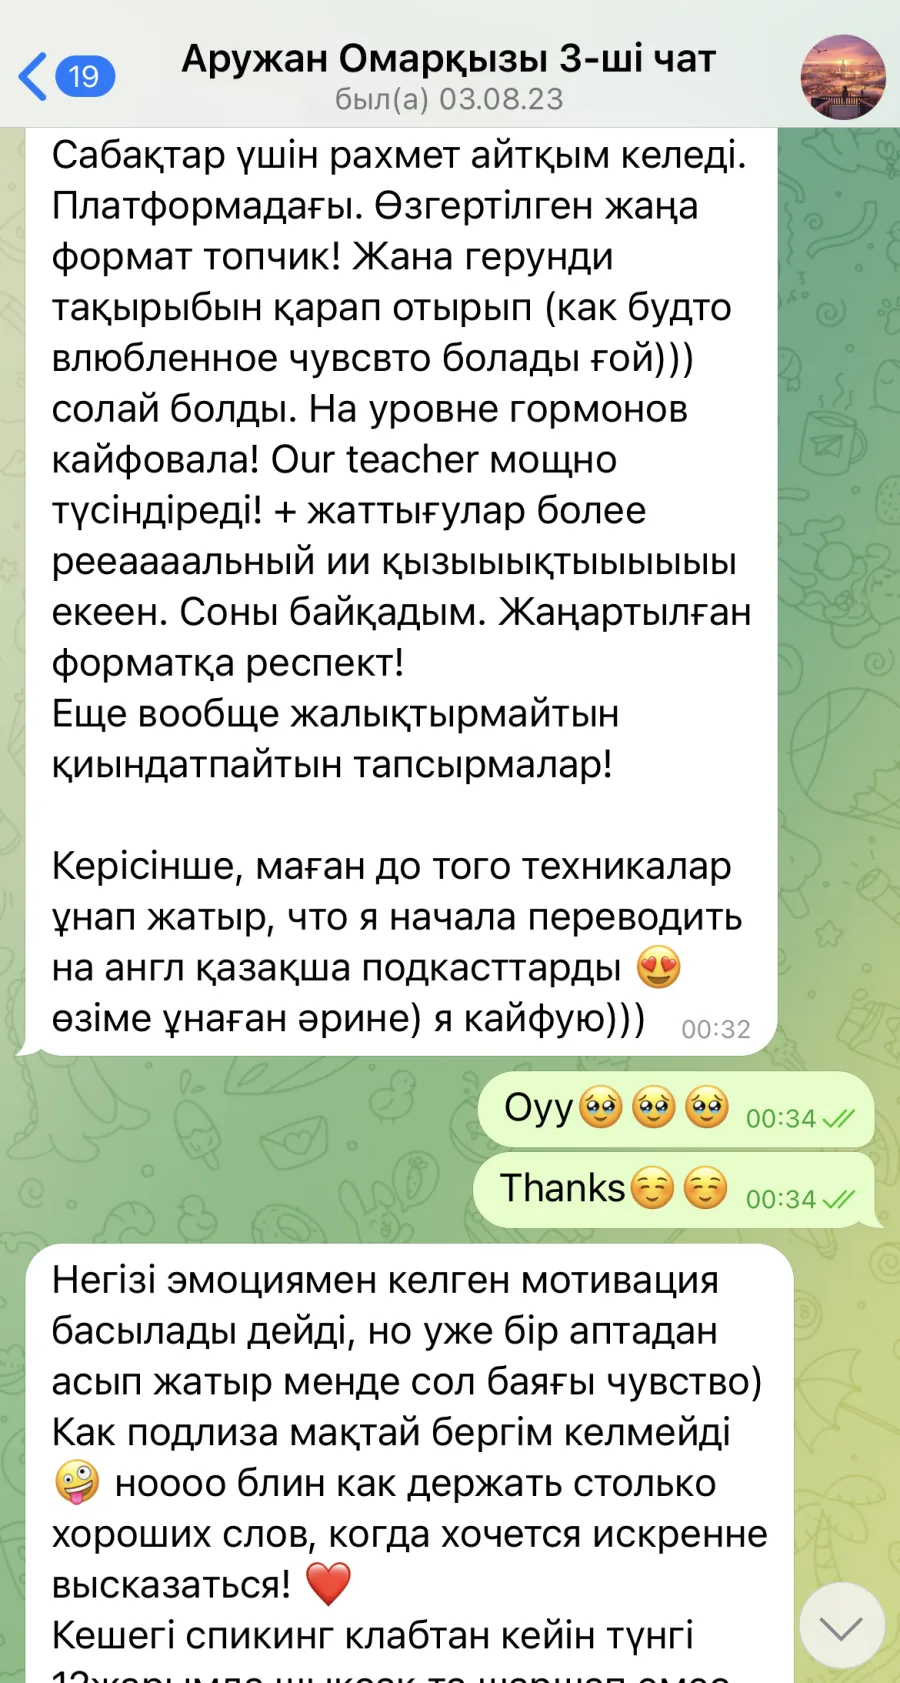 19
Аружан Омарқызы 3-ші чат
был(а) 03.08.23
Сабақтар үшін рахмет айтқым келеді.
Платформадағы. Өзгертілген жаңа
формат топчик! Жана герунди
тақырыбын қарап отырып (как будто
влюбленное чувсвто болады ғой)))
солай болды. На уровне гормонов
кайфовала! Our teacher мощно
түсіндіреді! + жаттығулар более
рееаааальный ии қызыыықтыыыыыы
екеен. Соны байқадым. Жаңартылған
форматқа респект!
Еще вообще жалықтырмайтын
қиындатпайтын тапсырмалар!
Керісінше, маған до того техникалар
ұнап жатыр, что я начала переводить
на англ қазақша подкасттарды 😍
өзіме ұнаған әрине) я кайфую))) 00:32
Оуу🥹🥹🥹 00:34
Thanks☺️☺️ 00:34
Негізі эмоциямен келген мотивация
басылады дейді, но уже бір аптадан
асып жатыр менде сол баяғы чувство)
Как подлиза мақтай бергім келмейді
🤪 ноооо блин как держать столько
хороших слов, когда хочется искренне
высказаться! ❤️
Кешегі спикинг клабтан кейін түнгі